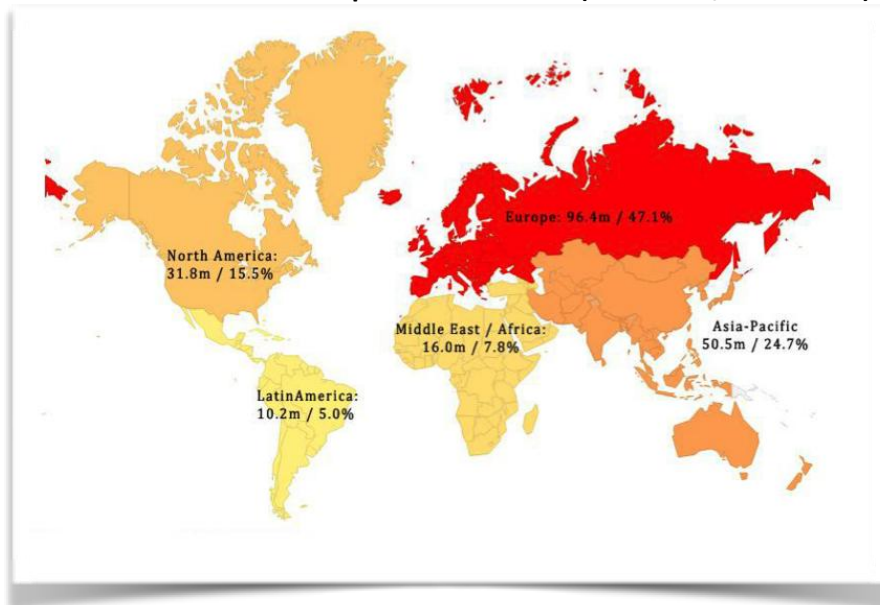 Europe: 96.4m / 47.1%
North America:
31.8m / 15.5%
Middle East / Africa:
16.0m / 7.8%
Asia-Pacific
50.5m / 24.7%
LatinAmerica:
10.2m / 5.0%